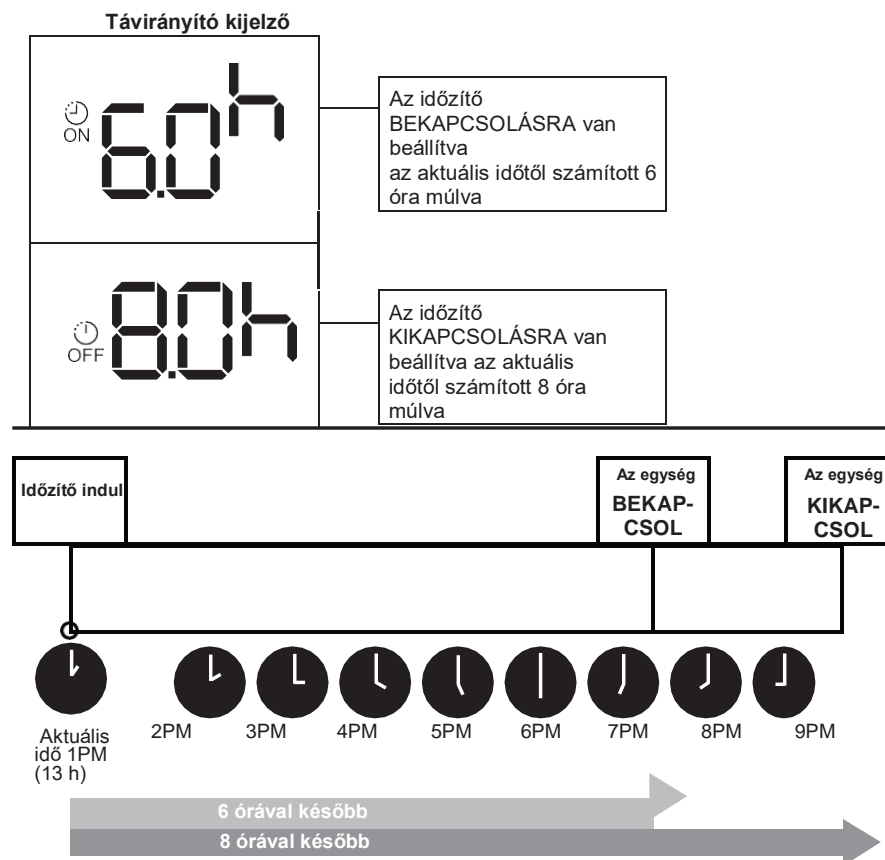 Távirányító kijelző
ON
6.0h
Az időzítő
BEKAPCSOLÁSRA van
beállítva
az aktuális időtől számított 6
óra múlva
OFF
8.0h
Az időzítő
KIKAPCSOLÁSRA van
beállítva az aktuális
időtől számított 8 óra
múlva
Időzítő indul
Az egység
BEKAP-
CSOL
Az egység
KIKAP-
CSOL
Aktuális
idő 1PM
(13 h)
2PM
3PM
4PM
5PM
6PM
7PM
8PM
9PM
6 órával később
8 órával később